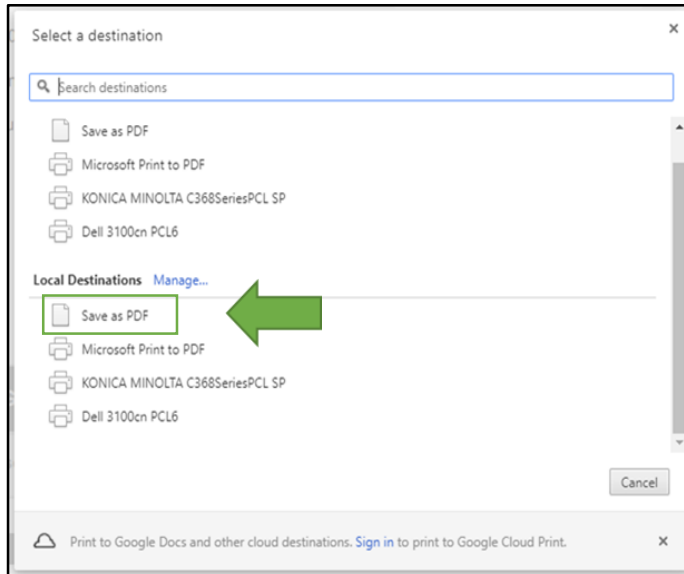 Select a destination
Search destinations
Save as PDF
Microsoft Print to PDF
KONICA MINOLTA C368SeriesPCL SP
Dell 3100cn PCL6
Local Destinations Manage...
Save as PDF
Microsoft Print to PDF
KONICA MINOLTA C368SeriesPCL SP
Dell 3100cn PCL6
Cancel
Print to Google Docs and other cloud destinations. Sign in to print to Google Cloud Print.